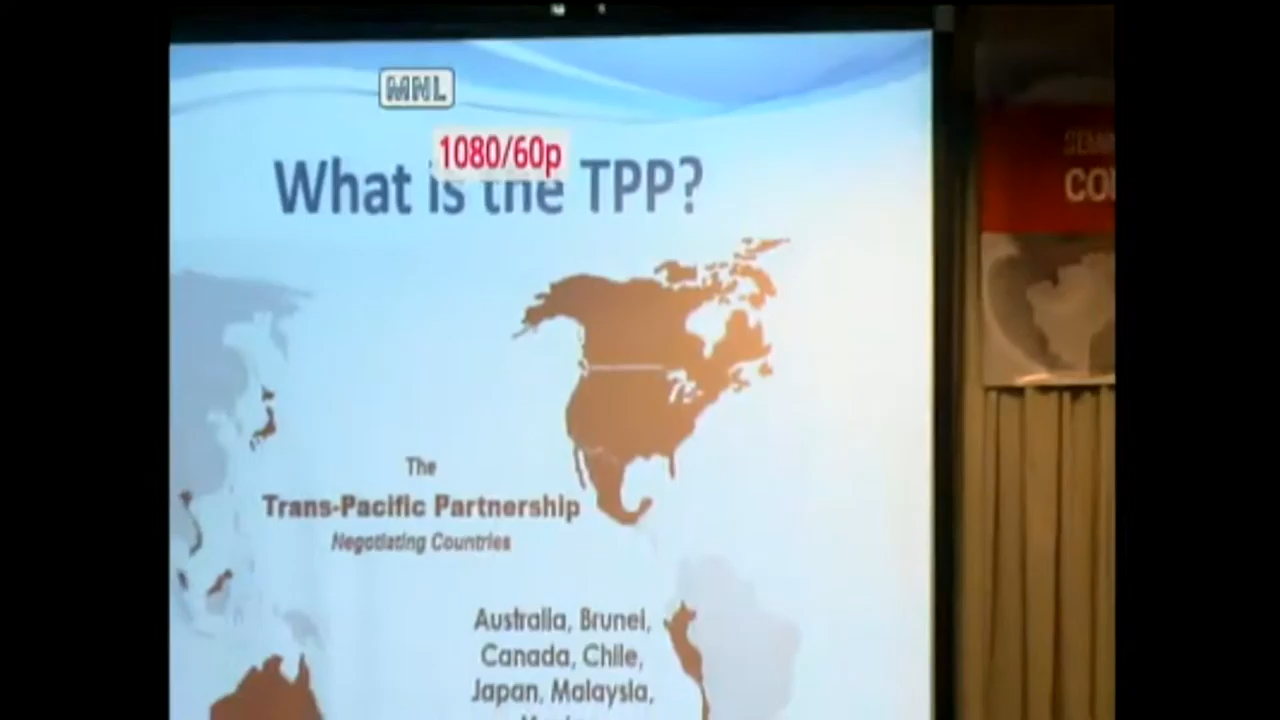 MNL
1080/60p
What is the TPP?
The
Trans-Pacific Partnership
Negotiating Countries
Australia, Brunei,
Canada, Chile,
Japan, Malaysia,